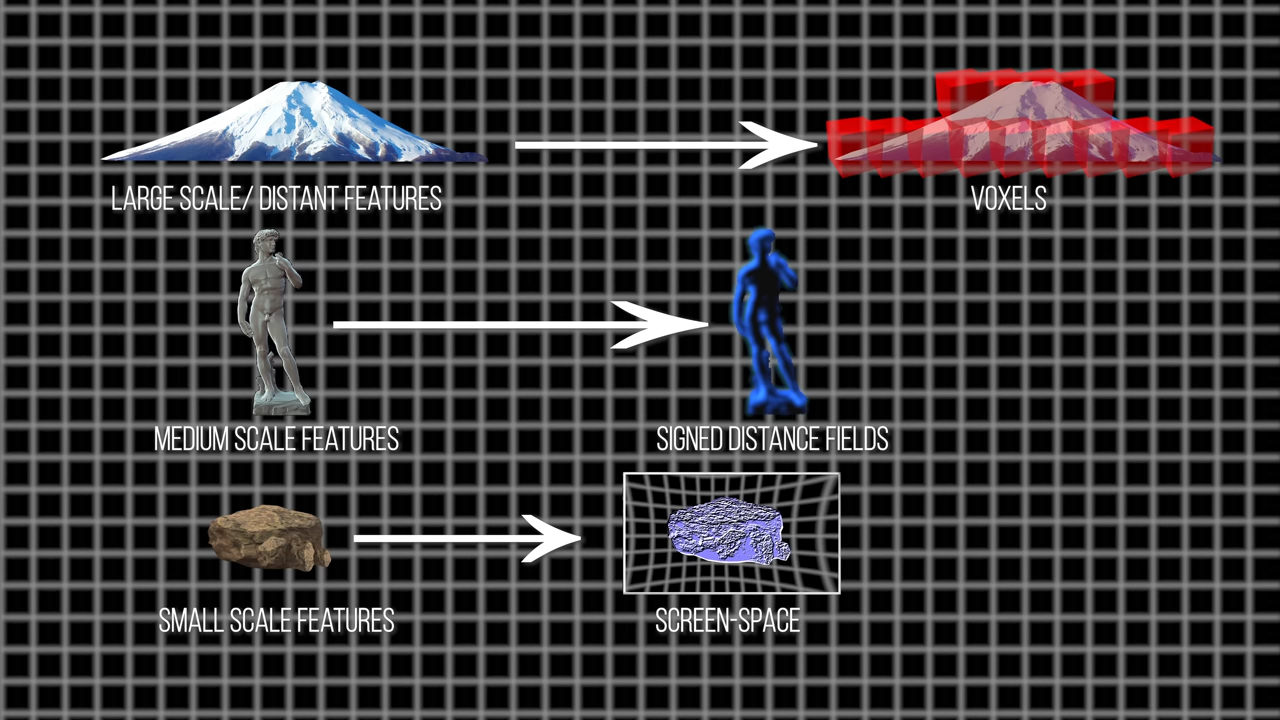 LARGE SCALE/ DISTANT FEATURES
VOXELS
MEDIUM SCALE FEATURES
SIGNED DISTANCE FIELDS
SMALL SCALE FEATURES
SCREEN-SPACE